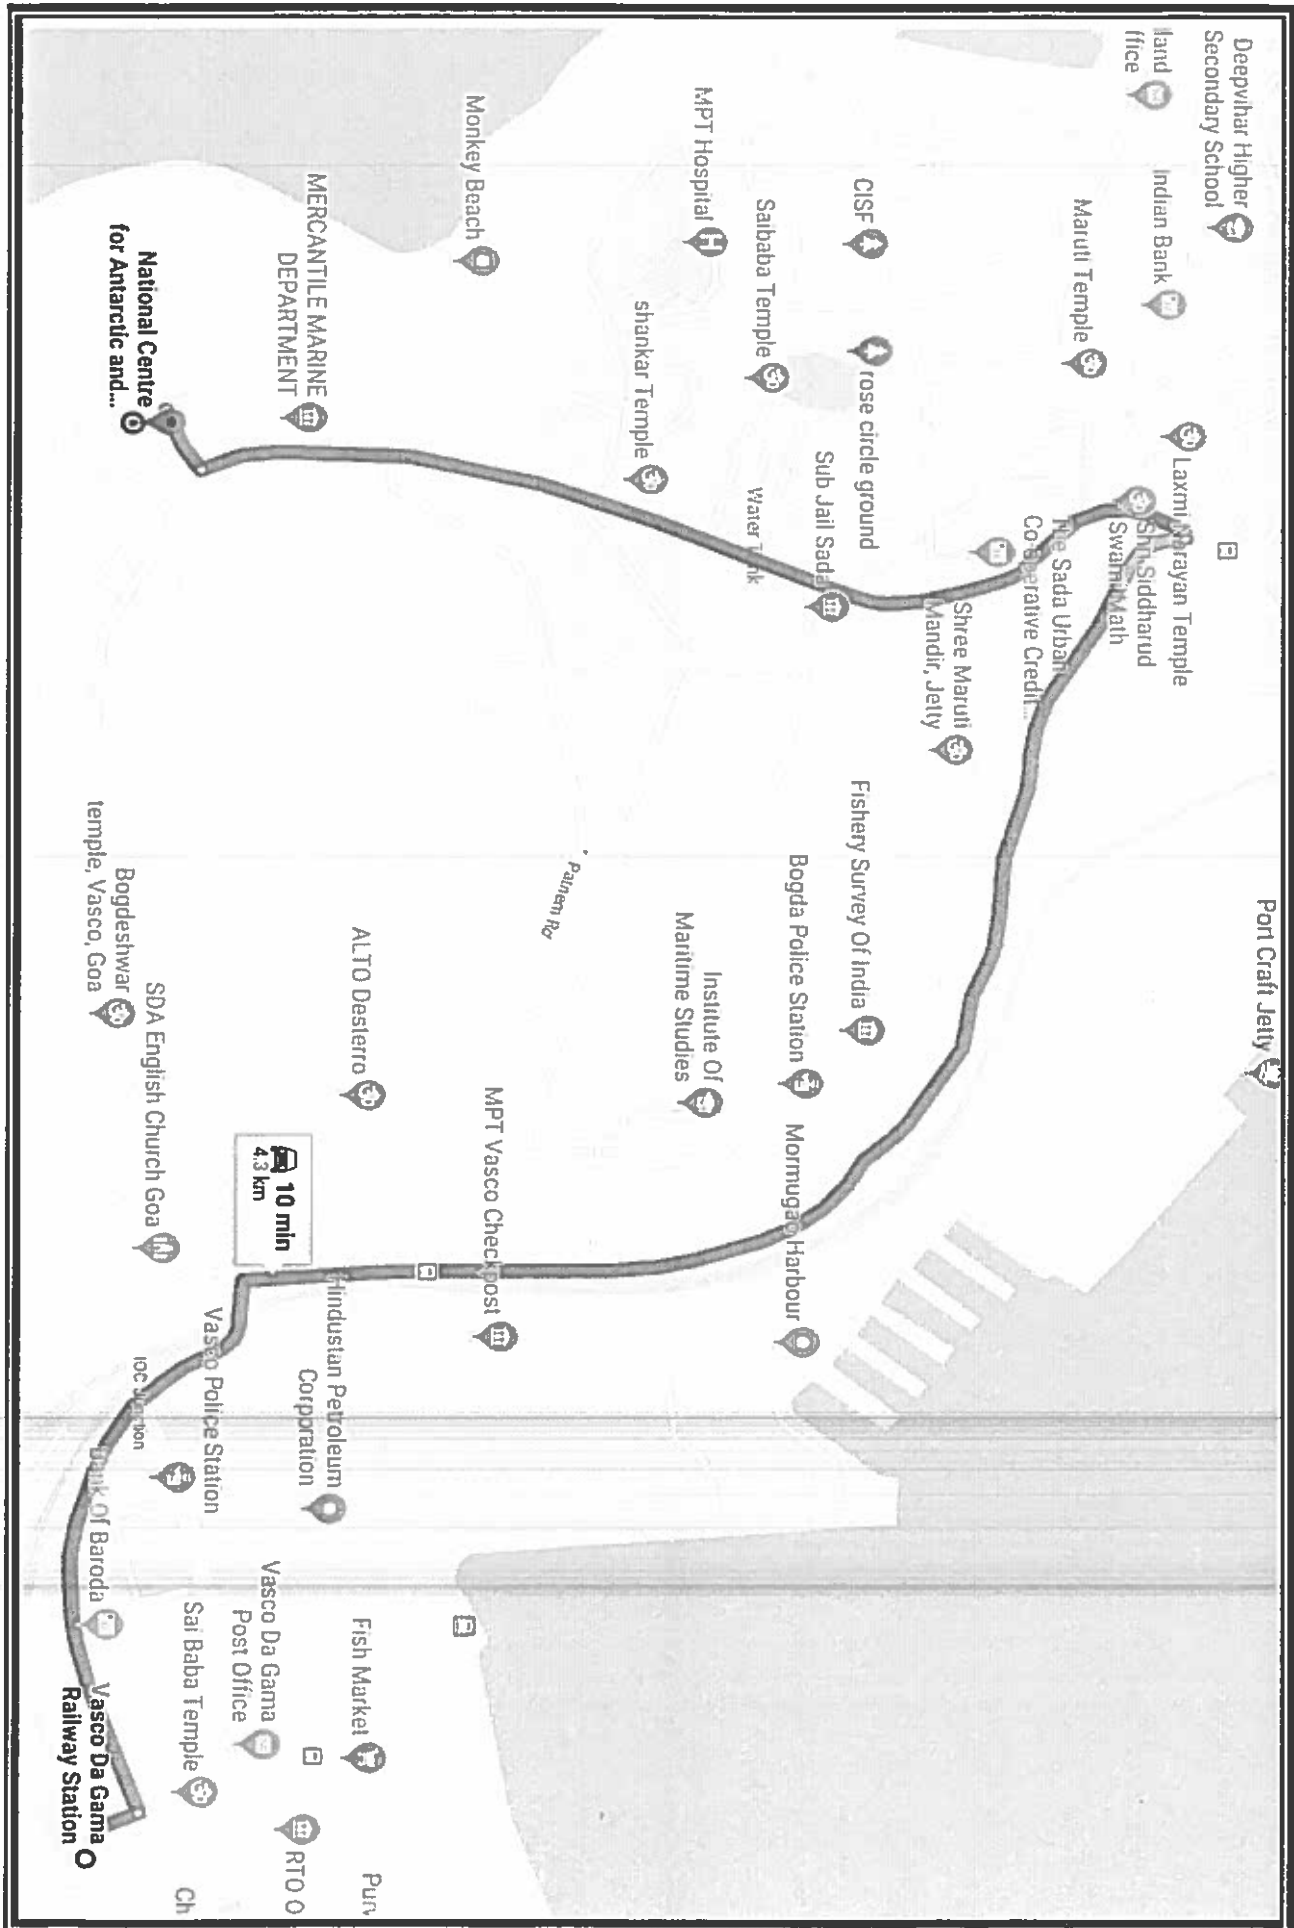 Port Craft Jetty
Deepvihar Higher
Secondary School
land
ffice
Indian Bank
Laxmi Narayan Temple
Shri Siddharud
Swami Math
Maruti Temple
The Sada Urban
Co-operative Credit...
Shree Maruti
Mandir, Jetty
CISF
rose circle ground
Fishery Survey Of India
Sub Jail Sada
Bogda Police Station
Mormugao Harbour
Saibaba Temple
Water Tank
MPT Hospital
Institute Of
Maritime Studies
shankar Temple
Monkey Beach
MPT Vasco Checkpost
ALTO Desterro
Fish Market
Hindustan Petroleum
Corporation
MERCANTILE MARINE
DEPARTMENT
10 min
4.3 km
RTO O
Vasco Da Gama
Post Office
Vasco Police Station
Sai Baba Temple
Ch
SDA English Church Goa
National Centre
for Antarctic and...
Bogdeshwar
temple, Vasco, Goa
Bank Of Baroda
Vasco Da Gama
Railway Station